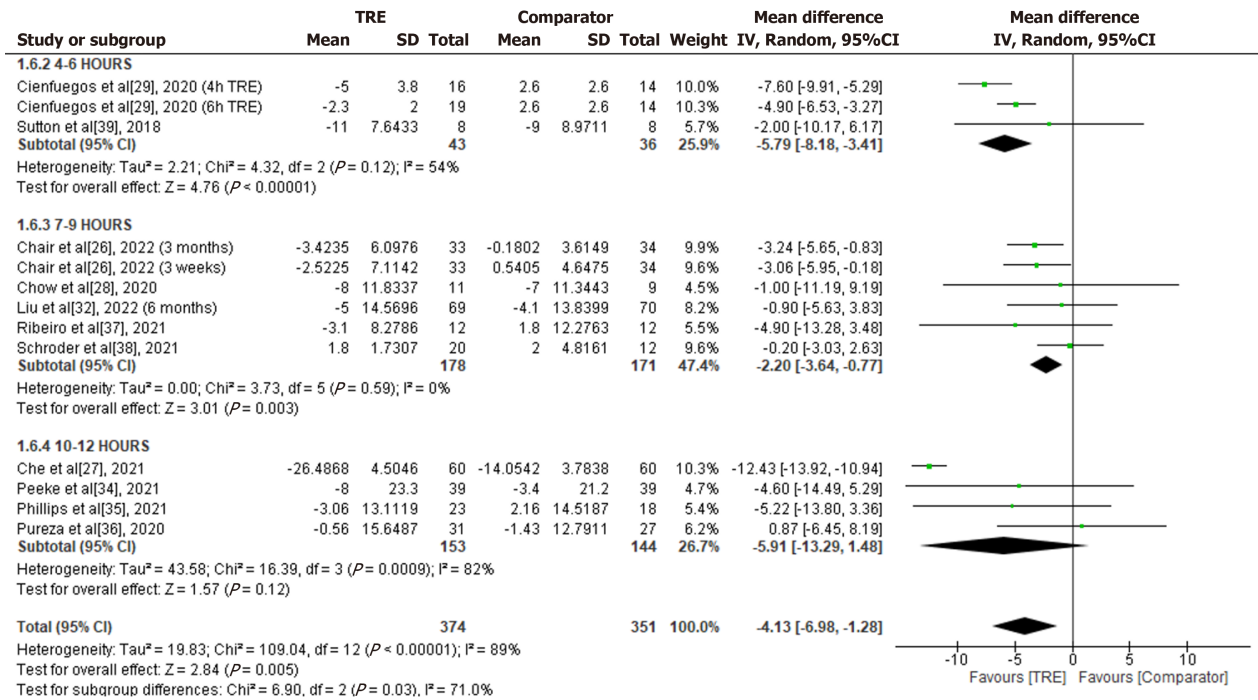 TRE Comparator Mean difference Mean difference
Study or subgroup Mean SD Total Mean SD Total Weight IV, Random, 95%CI IV, Random, 95%CI
1.6.2 4-6 HOURS
Cienfuegos et al[29], 2020 (4h TRE) -5 3.8 16 2.6 2.6 14 10.0% -7.60 [-9.91, -5.29]
Cienfuegos et al[29], 2020 (6h TRE) -2.3 2 19 2.6 2.6 14 10.3% -4.90 [-6.53, -3.27]
Sutton et al[39], 2018 -11 7.6433 8 -9 8.9711 8 5.7% -2.00 [-10.17, 6.17]
Subtotal (95% CI) 43 36 25.9% -5.79 [-8.18, -3.41]
Heterogeneity: Tau² = 2.21; Chi² = 4.32, df = 2 (P = 0.12); I² = 54%
Test for overall effect: Z = 4.76 (P < 0.00001)
1.6.3 7-9 HOURS
Chair et al[26], 2022 (3 months) -3.4235 6.0976 33 -0.1802 3.6149 34 9.9% -3.24 [-5.65, -0.83]
Chair et al[26], 2022 (3 weeks) -2.5225 7.1142 33 0.5405 4.6475 34 9.6% -3.06 [-5.95, -0.18]
Chow et al[28], 2020 -8 11.8337 11 -7 11.3443 9 4.5% -1.00 [-11.19, 9.19]
Liu et al[32], 2022 (6 months) -5 14.5696 69 -4.1 13.8399 70 8.2% -0.90 [-5.63, 3.83]
Ribeiro et al[37], 2021 -3.1 8.2786 12 1.8 12.2763 12 5.5% -4.90 [-13.28, 3.48]
Schroder et al[38], 2021 1.8 1.7307 20 2 4.8161 12 9.6% -0.20 [-3.03, 2.63]
Subtotal (95% CI) 178 171 47.4% -2.20 [-3.64, -0.77]
Heterogeneity: Tau² = 0.00; Chi² = 3.73, df = 5 (P = 0.59); I² = 0%
Test for overall effect: Z = 3.01 (P = 0.003)
1.6.4 10-12 HOURS
Che et al[27], 2021 -26.4868 4.5046 60 -14.0542 3.7838 60 10.3% -12.43 [-13.92, -10.94]
Peeke et al[34], 2021 -8 23.3 39 -3.4 21.2 39 4.7% -4.60 [-14.49, 5.29]
Phillips et al[35], 2021 -3.06 13.1119 23 2.16 14.5187 18 5.4% -5.22 [-13.80, 3.36]
Pureza et al[36], 2020 -0.56 15.6487 31 -1.43 12.7911 27 6.2% 0.87 [-6.45, 8.19]
Subtotal (95% CI) 153 144 26.7% -5.91 [-13.29, 1.48]
Heterogeneity: Tau² = 43.58; Chi² = 16.39, df = 3 (P = 0.0009); I² = 82%
Test for overall effect: Z = 1.57 (P = 0.12)
Total (95% CI) 374 351 100.0% -4.13 [-6.98, -1.28]
Heterogeneity: Tau² = 19.83; Chi² = 109.04, df = 12 (P < 0.00001); I² = 89%
Test for overall effect: Z = 2.84 (P = 0.005)
Test for subgroup differences: Chi² = 6.90, df = 2 (P = 0.03), I² = 71.0%
-10 -5 0 5 10
Favours [TRE] Favours [Comparator]